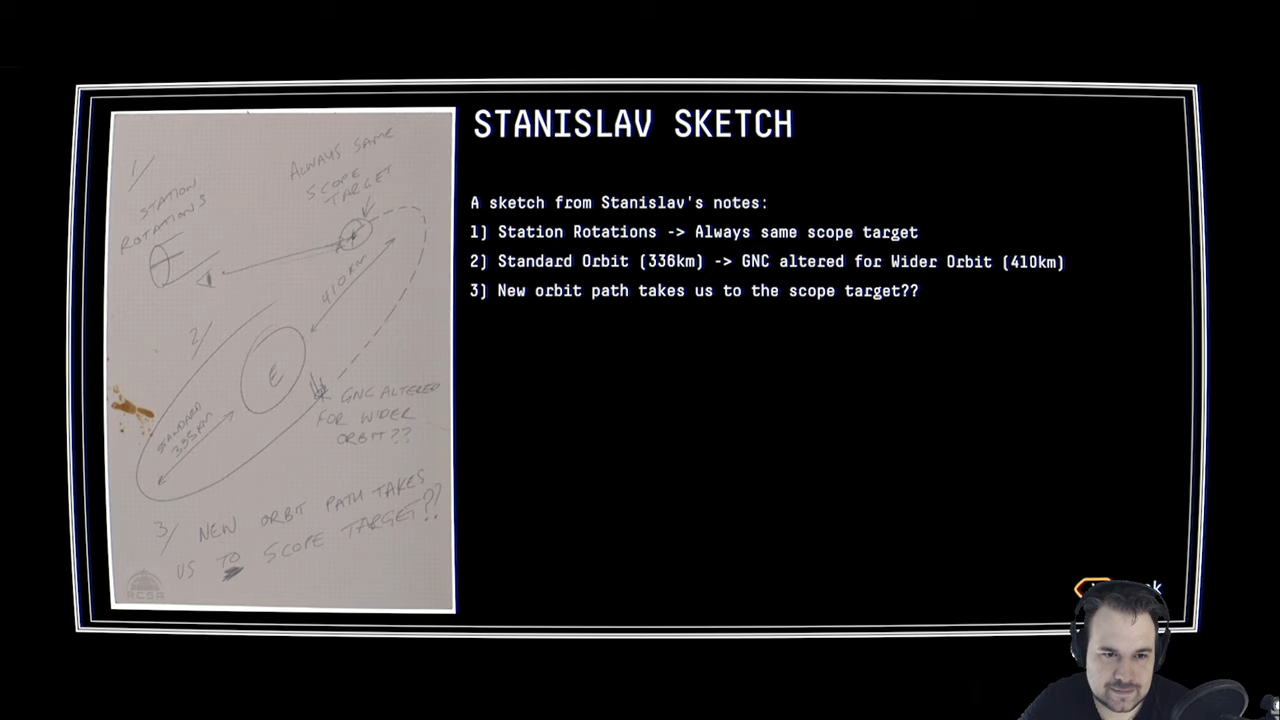 STANISLAV SKETCH
A sketch from Stanislav's notes:
1) Station Rotations -> Always same scope target
2) Standard Orbit (336km) -> GNC altered for Wider Orbit (410km)
3) New orbit path takes us to the scope target??
1/
STATION
ROTATIONS
ALWAYS SAME
SCOPE
TARGET
410KM
2/
E
STANDARD
GNC ALTERED
FOR WIDER
ORBIT??
3/ NEW ORBIT PATH TAKES
US TO SCOPE TARGET??
RCSA